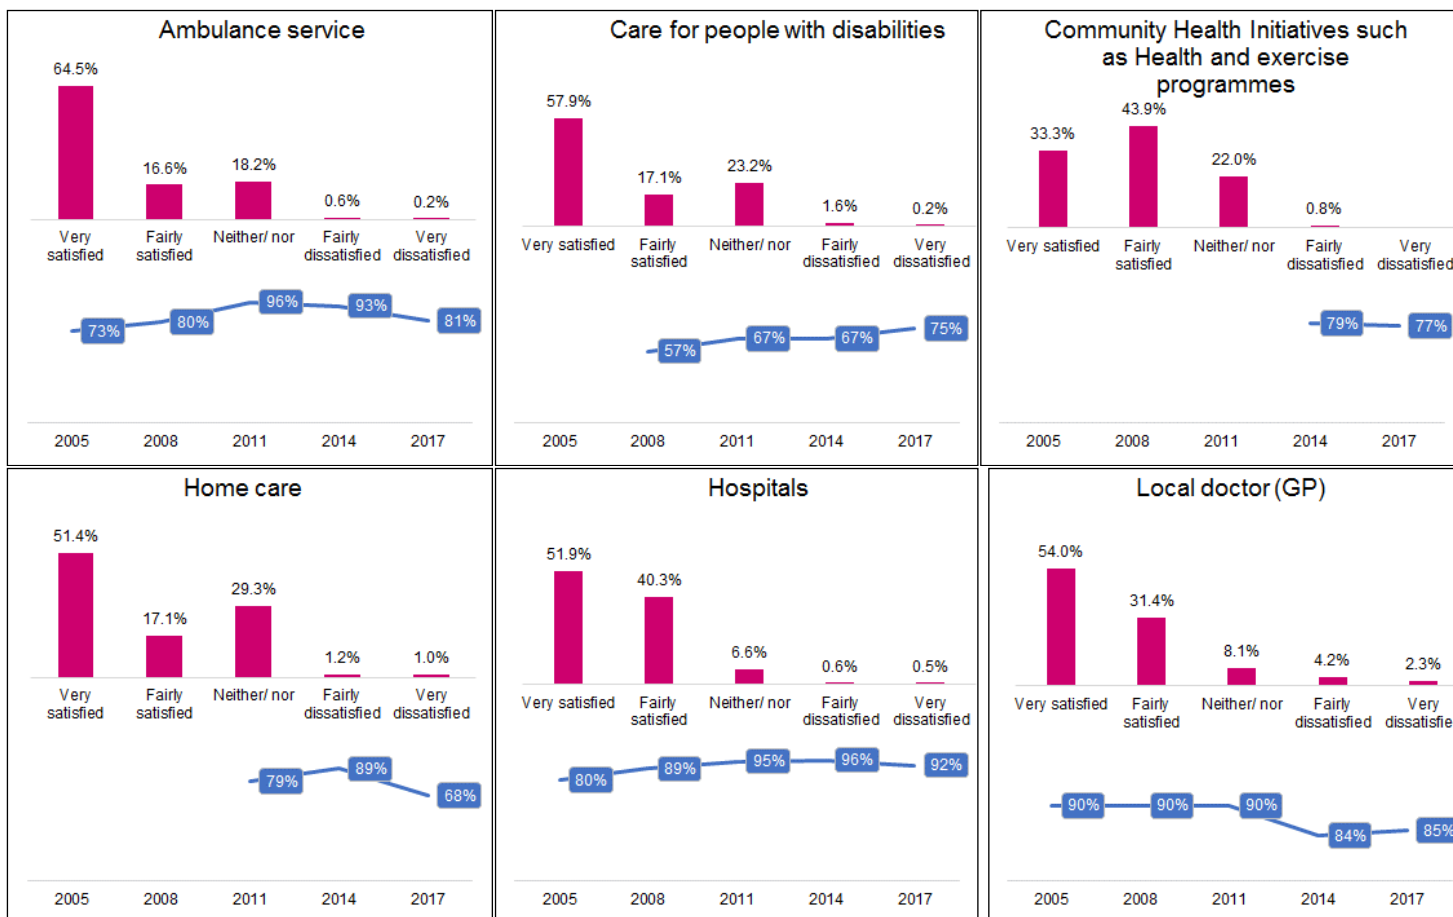 Ambulance service
64.5%
16.6%
18.2%
0.6%
0.2%
Very
satisfied
Fairly
satisfied
Neither/ nor
Fairly
dissatisfied
Very
dissatisfied
73%
80%
96%
93%
81%
2005
2008
2011
2014
2017
Care for people with disabilities
57.9%
17.1%
23.2%
1.6%
0.2%
Very satisfied
Fairly
satisfied
Neither/ nor
Fairly
dissatisfied
Very
dissatisfied
57%
67%
67%
75%
2005
2008
2011
2014
2017
Community Health Initiatives such
as Health and exercise
programmes
33.3%
43.9%
22.0%
0.8%
Very satisfied
Fairly
satisfied
Neither/ nor
Fairly
dissatisfied
Very
dissatisfied
79%
77%
2005
2008
2011
2014
2017
Home care
51.4%
17.1%
29.3%
1.2%
1.0%
Very
satisfied
Fairly
satisfied
Neither/ nor
Fairly
dissatisfied
Very
dissatisfied
79%
89%
68%
2005
2008
2011
2014
2017
Hospitals
51.9%
40.3%
6.6%
0.6%
0.5%
Very satisfied
Fairly
satisfied
Neither/ nor
Fairly
dissatisfied
Very
dissatisfied
80%
89%
95%
96%
92%
2005
2008
2011
2014
2017
Local doctor (GP)
54.0%
31.4%
8.1%
4.2%
2.3%
Very satisfied
Fairly
satisfied
Neither/ nor
Fairly
dissatisfied
Very
dissatisfie
90%
90%
90%
84%
85%
2005
2008
2011
2014
2017